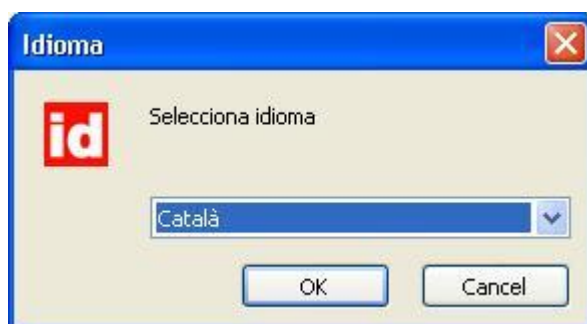 Idioma
id
Selecciona idioma
Català
OK
Cancel